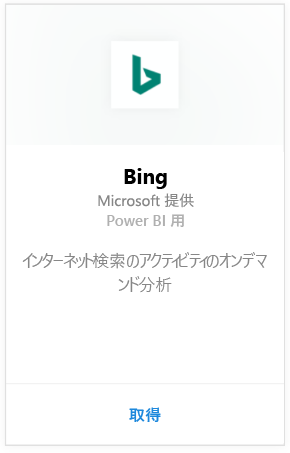 Bing
Microsoft 提供
Power BI 用
インターネット検索のアクティビティのオンデマ
ンド分析
取得